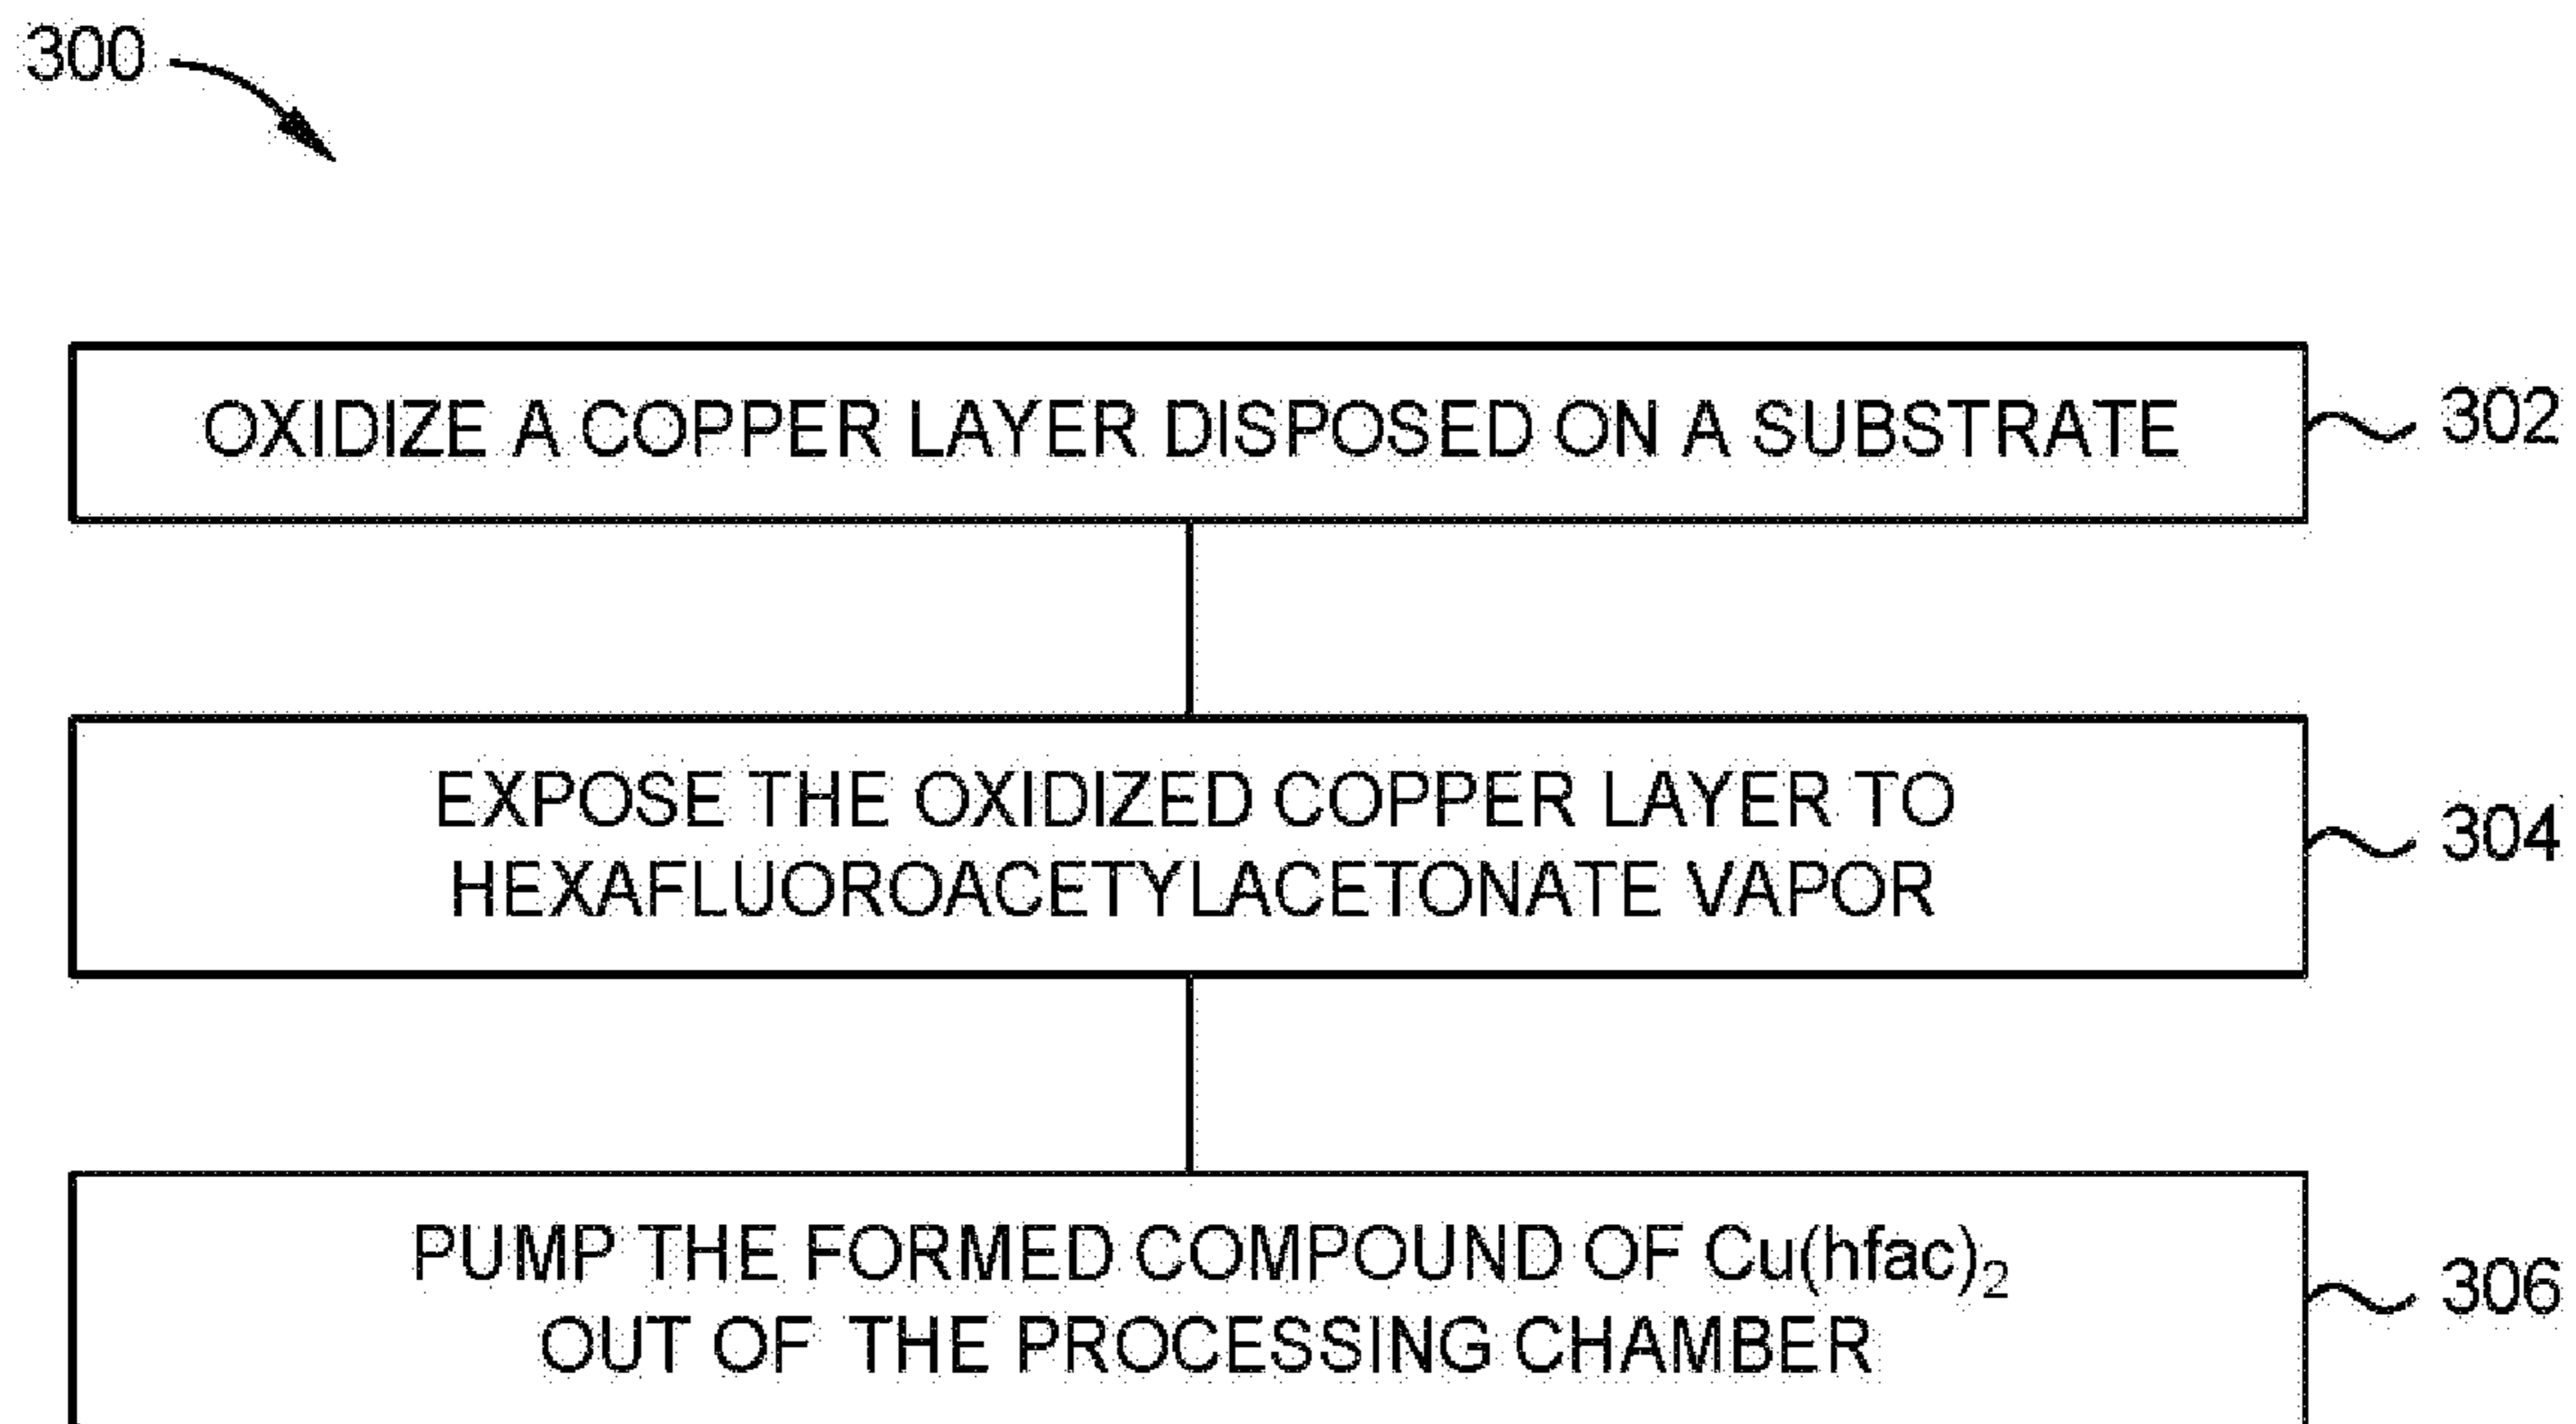 300
OXIDIZE A COPPER LAYER DISPOSED ON A SUBSTRATE
302
EXPOSE THE OXIDIZED COPPER LAYER TO
HEXAFLUOROACETYLACETONATE VAPOR
304
PUMP THE FORMED COMPOUND OF Cu(hfac)₂
OUT OF THE PROCESSING CHAMBER
306